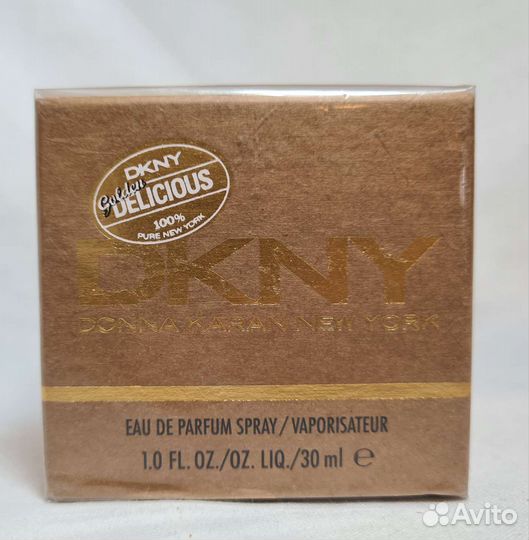 DKNY
Golden
DELICIOUS
100%
PURE NEW YORK
DKNY
DONNA KARAN NEW YORK
EAU DE PARFUM SPRAY/VAPORISATEUR
1.0 FL. OZ./OZ. LIQ./30 ml ℮
Avito